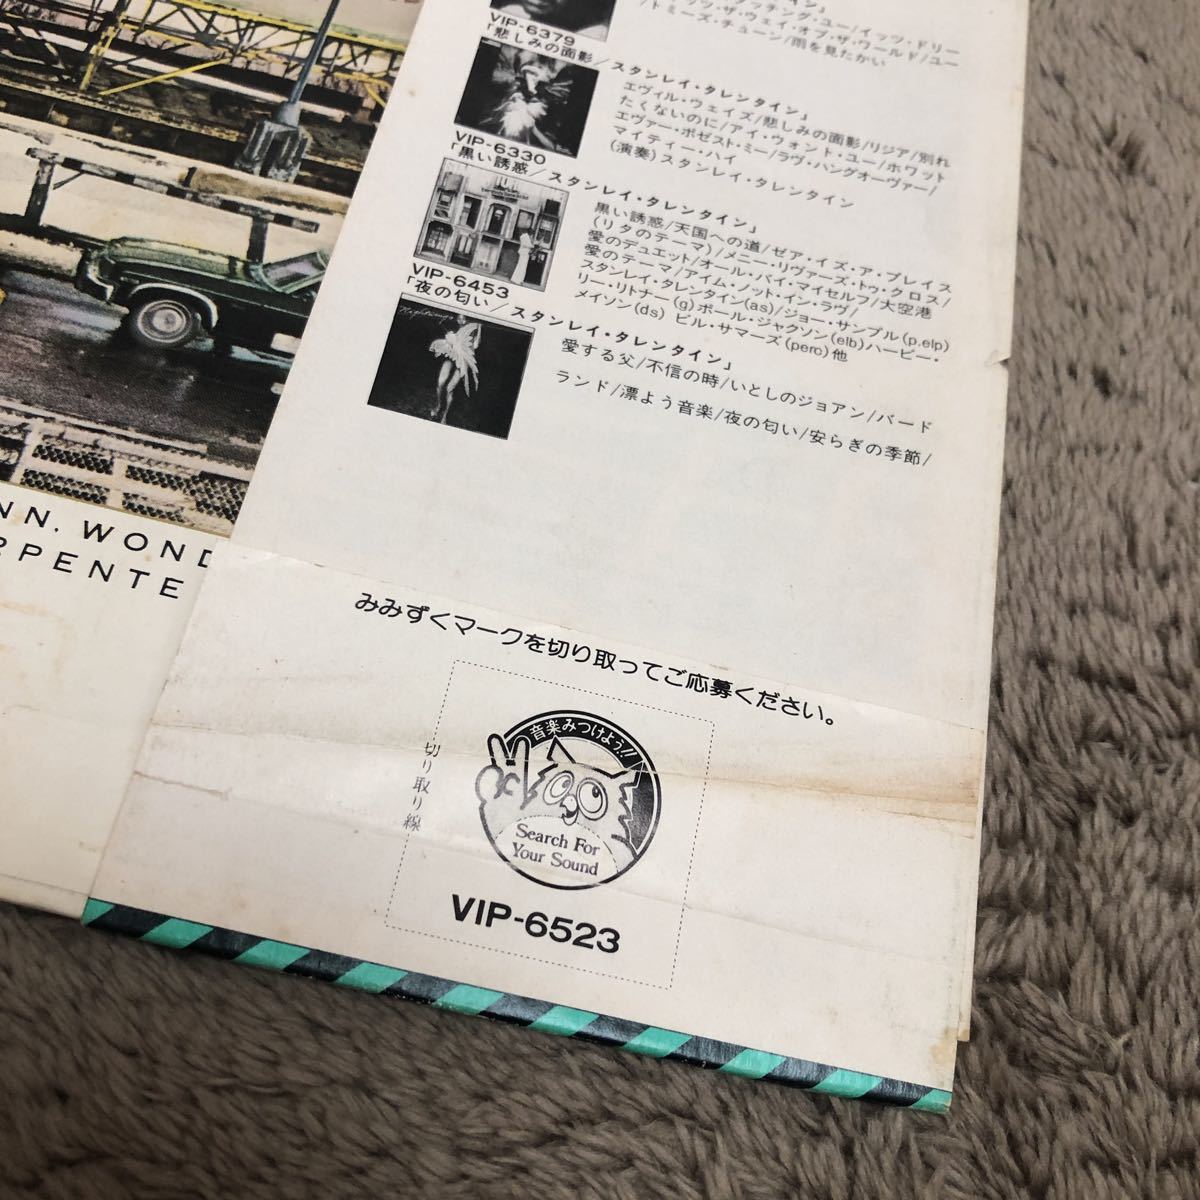 VIP-6379
「悲しみの面影／スタンレイ・タレンタイン」
エヴィル・ウェイズ/悲しみの面影/リジア/別れ
たくないのに/アイ・ウォント・ユー/ホワット
エヴァー・ポゼスト・ミー/ラヴ・ハングオーヴァー/
マイティー・ハイ
(演奏)スタンレイ・タレンタイン
VIP-6330
「黒い誘惑／スタンレイ・タレンタイン」
黒い誘惑/天国への道/ゼア・イズ・ア・プレイス
(リタのテーマ)/メニー・リヴァーズ・トゥ・クロス/
愛のデュエット/オール・バイ・マイセルフ/大空港
愛のテーマ/アイム・ノット・イン・ラヴ/
スタンレイ・タレンタイン(as)/ジョー・サンプル(p.elp)
リー・リトナー(g)ポール・ジャクソン(elb)ハービー・
メイソン(ds) ビル・サマーズ(perc)他
VIP-6453
「夜の匂い／スタンレイ・タレンタイン」
愛する父/不信の時/いとしのジョアン/バード
ランド/漂よう音楽/夜の匂い/安らぎの季節/
Nightwings
トミーズ・チューン/雨を見たかい
NN. WOND
RPENTE
みみずくマークを切り取ってご応募ください。
切り取り線
音楽みつけよう!!
Search For
Your Sound
VIP-6523